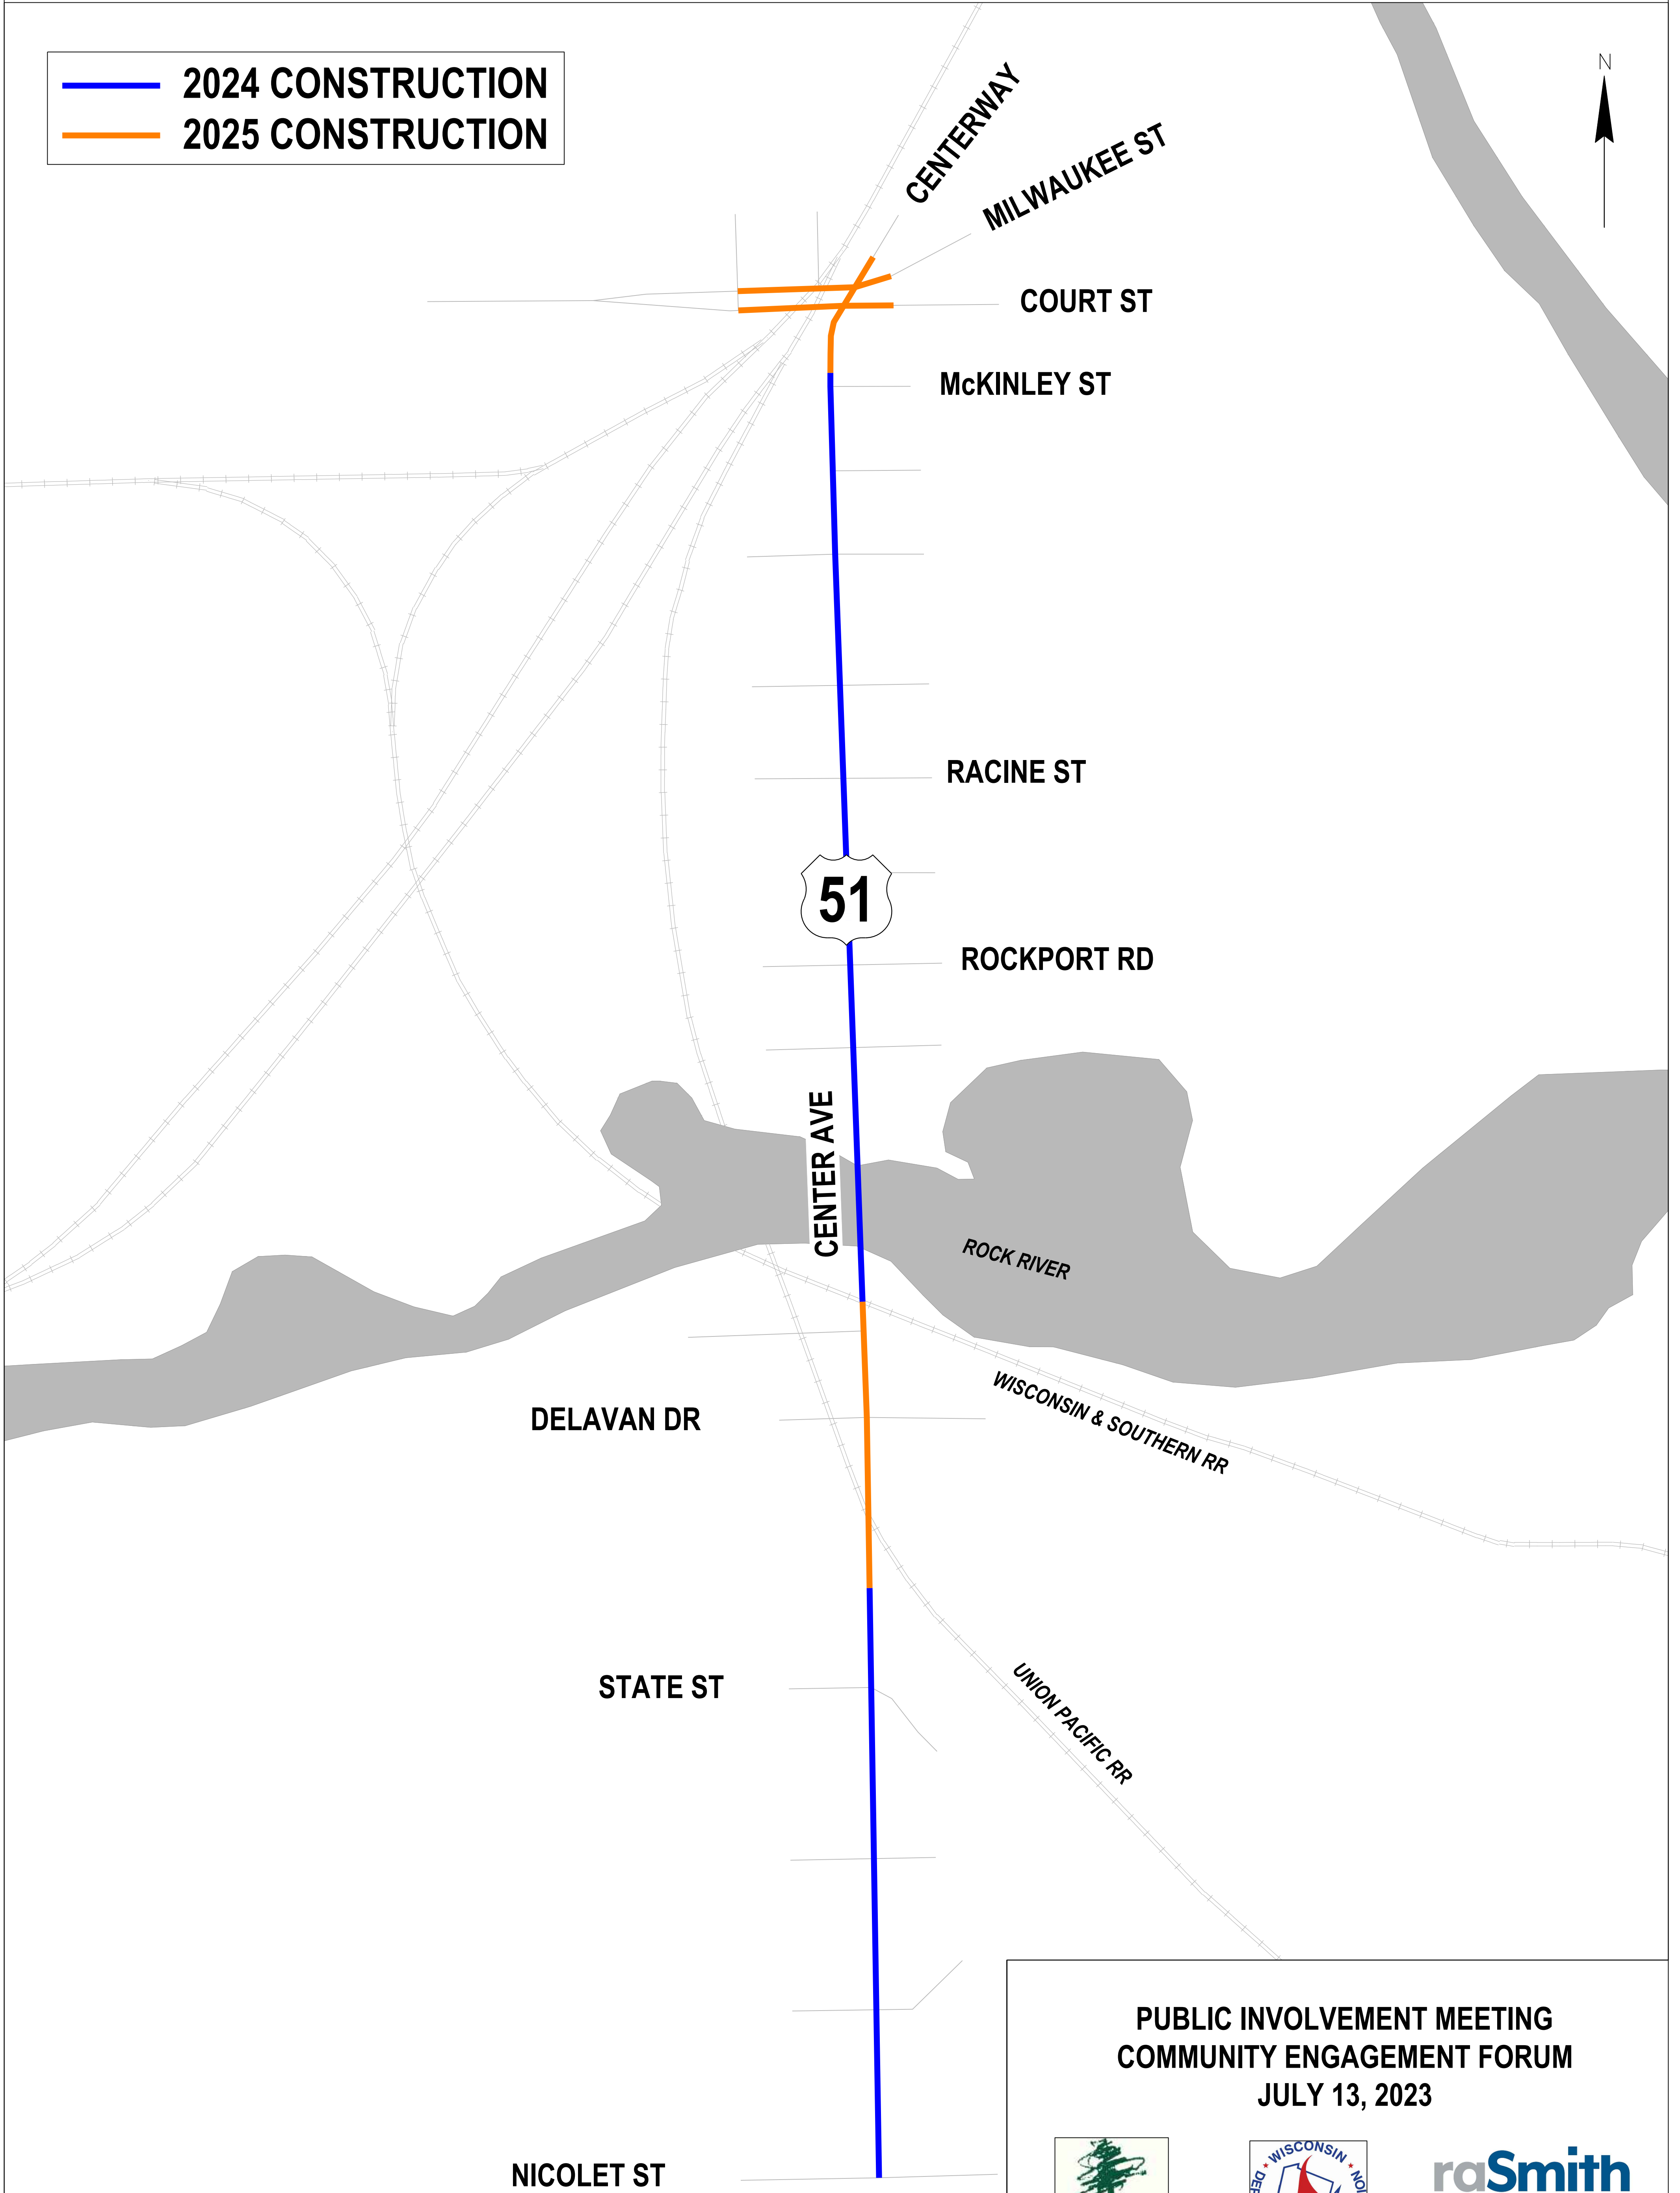 2024 CONSTRUCTION
2025 CONSTRUCTION
N
CENTERWAY
MILWAUKEE ST
COURT ST
McKINLEY ST
RACINE ST
51
ROCKPORT RD
CENTER AVE
ROCK RIVER
DELAVAN DR
WISCONSIN & SOUTHERN RR
STATE ST
UNION PACIFIC RR
PUBLIC INVOLVEMENT MEETING
COMMUNITY ENGAGEMENT FORUM
JULY 13, 2023
NICOLET ST
WISCONSIN
raSmith